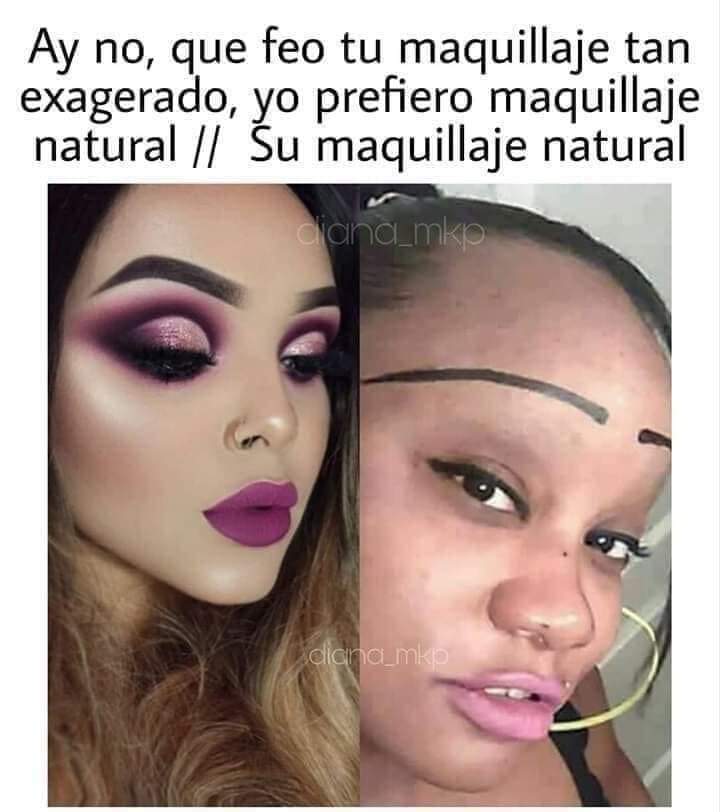 Ay no, que feo tu maquillaje tan
exagerado, yo prefiero maquillaje
natural // Su maquillaje natural
diana_mkp
diana_mkp